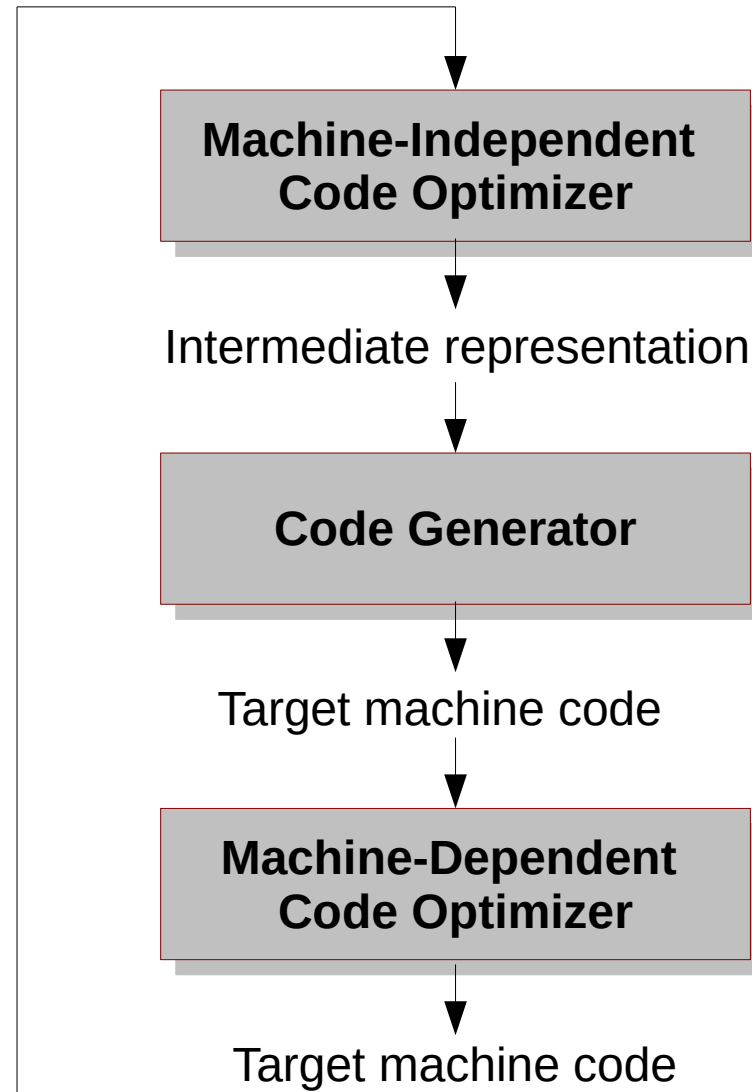 Machine-Independent
Code Optimizer
Intermediate representation
Code Generator
Target machine code
Machine-Dependent
Code Optimizer
Target machine code